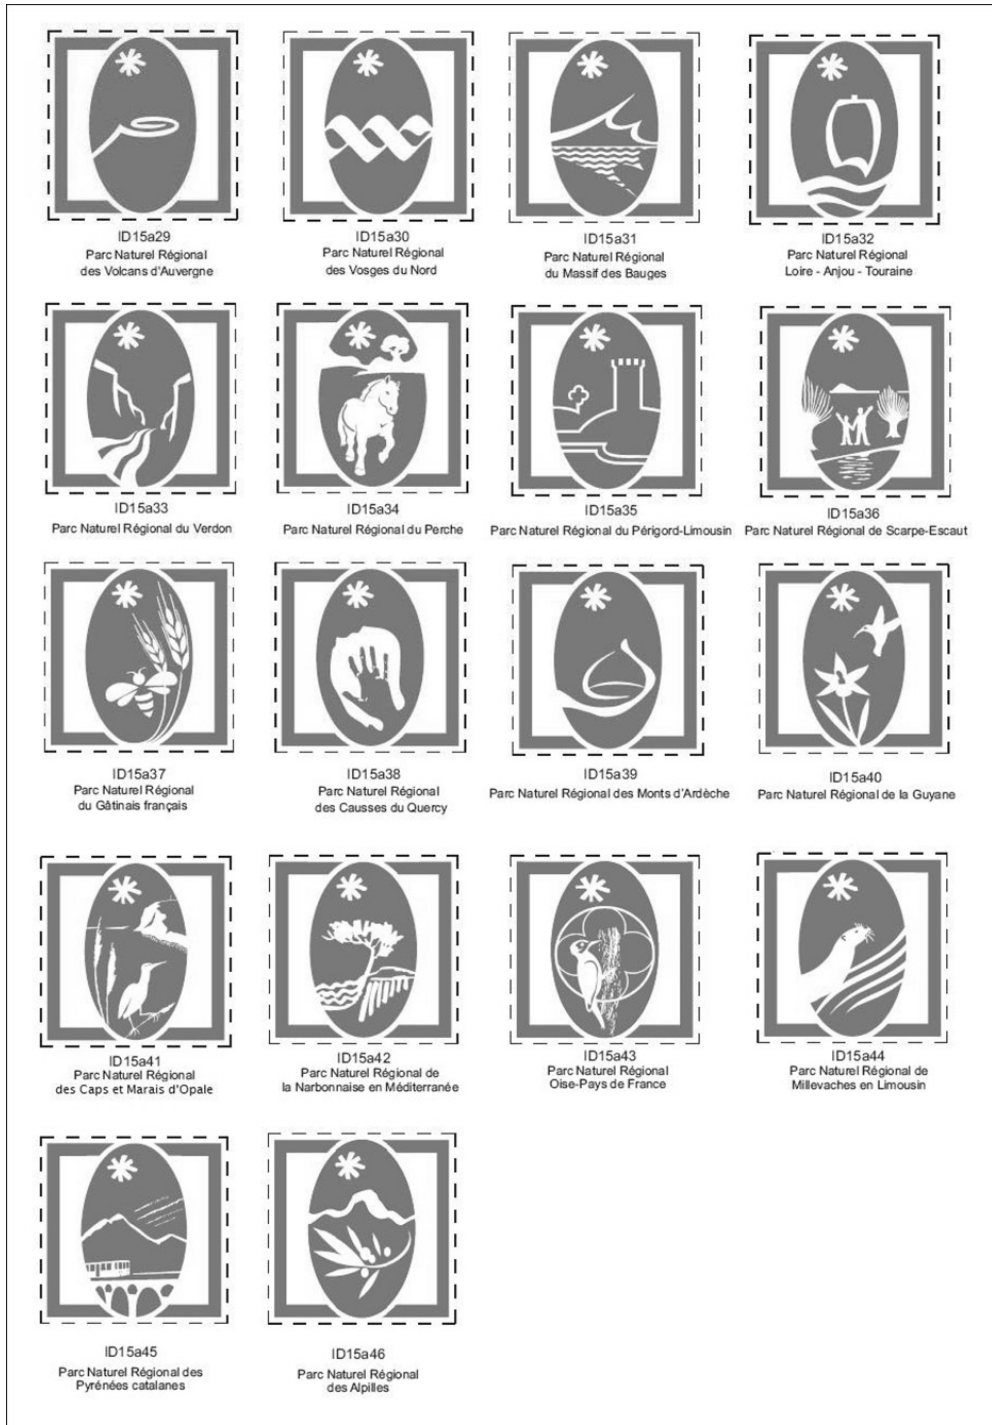 ID15a29
Parc Naturel Régional
des Volcans d'Auvergne
ID15a30
Parc Naturel Régional
des Vosges du Nord
ID15a31
Parc Naturel Régional
du Massif des Bauges
ID15a32
Parc Naturel Régional
Loire - Anjou - Touraine
ID15a33
Parc Naturel Régional du Verdon
ID15a34
Parc Naturel Régional du Perche
ID15a35
Parc Naturel Régional du Périgord-Limousin
ID15a36
Parc Naturel Régional de Scarpe-Escaut
ID15a37
Parc Naturel Régional
du Gâtinais français
ID15a38
Parc Naturel Régional
des Causses du Quercy
ID15a39
Parc Naturel Régional des Monts d'Ardèche
ID15a40
Parc Naturel Régional de la Guyane
ID15a41
Parc Naturel Régional
des Caps et Marais d'Opale
ID15a42
Parc Naturel Régional de
la Narbonnaise en Méditerranée
ID15a43
Parc Naturel Régional
Oise-Pays de France
ID15a44
Parc Naturel Régional de
Millevaches en Limousin
ID15a45
Parc Naturel Régional des
Pyrénées catalanes
ID15a46
Parc Naturel Régional
des Alpilles